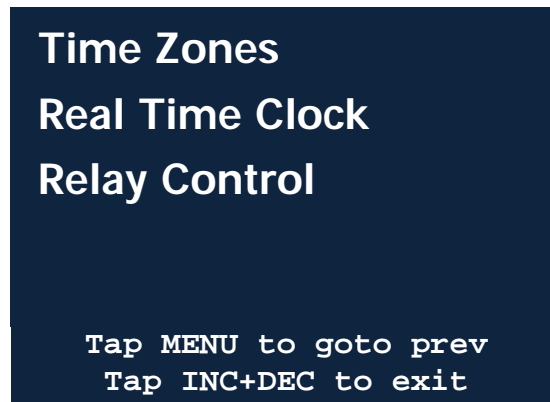 Time Zones
Real Time Clock
Relay Control
Tap MENU to goto prev
Tap INC+DEC to exit